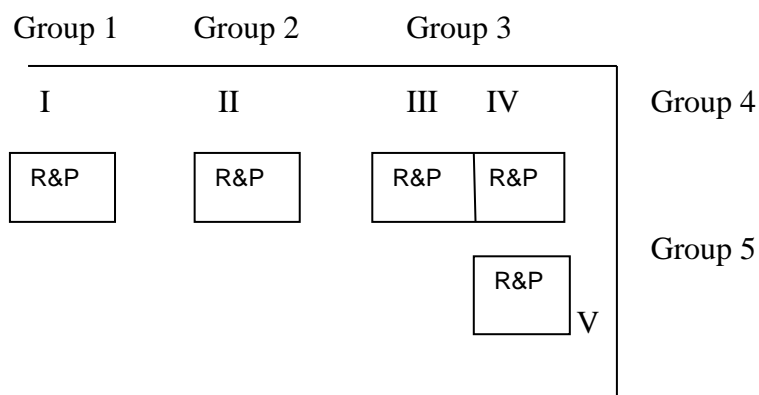 Group 1 Group 2 Group 3
I II III IV Group 4
R&P R&P R&P R&P
Group 5
R&P
V